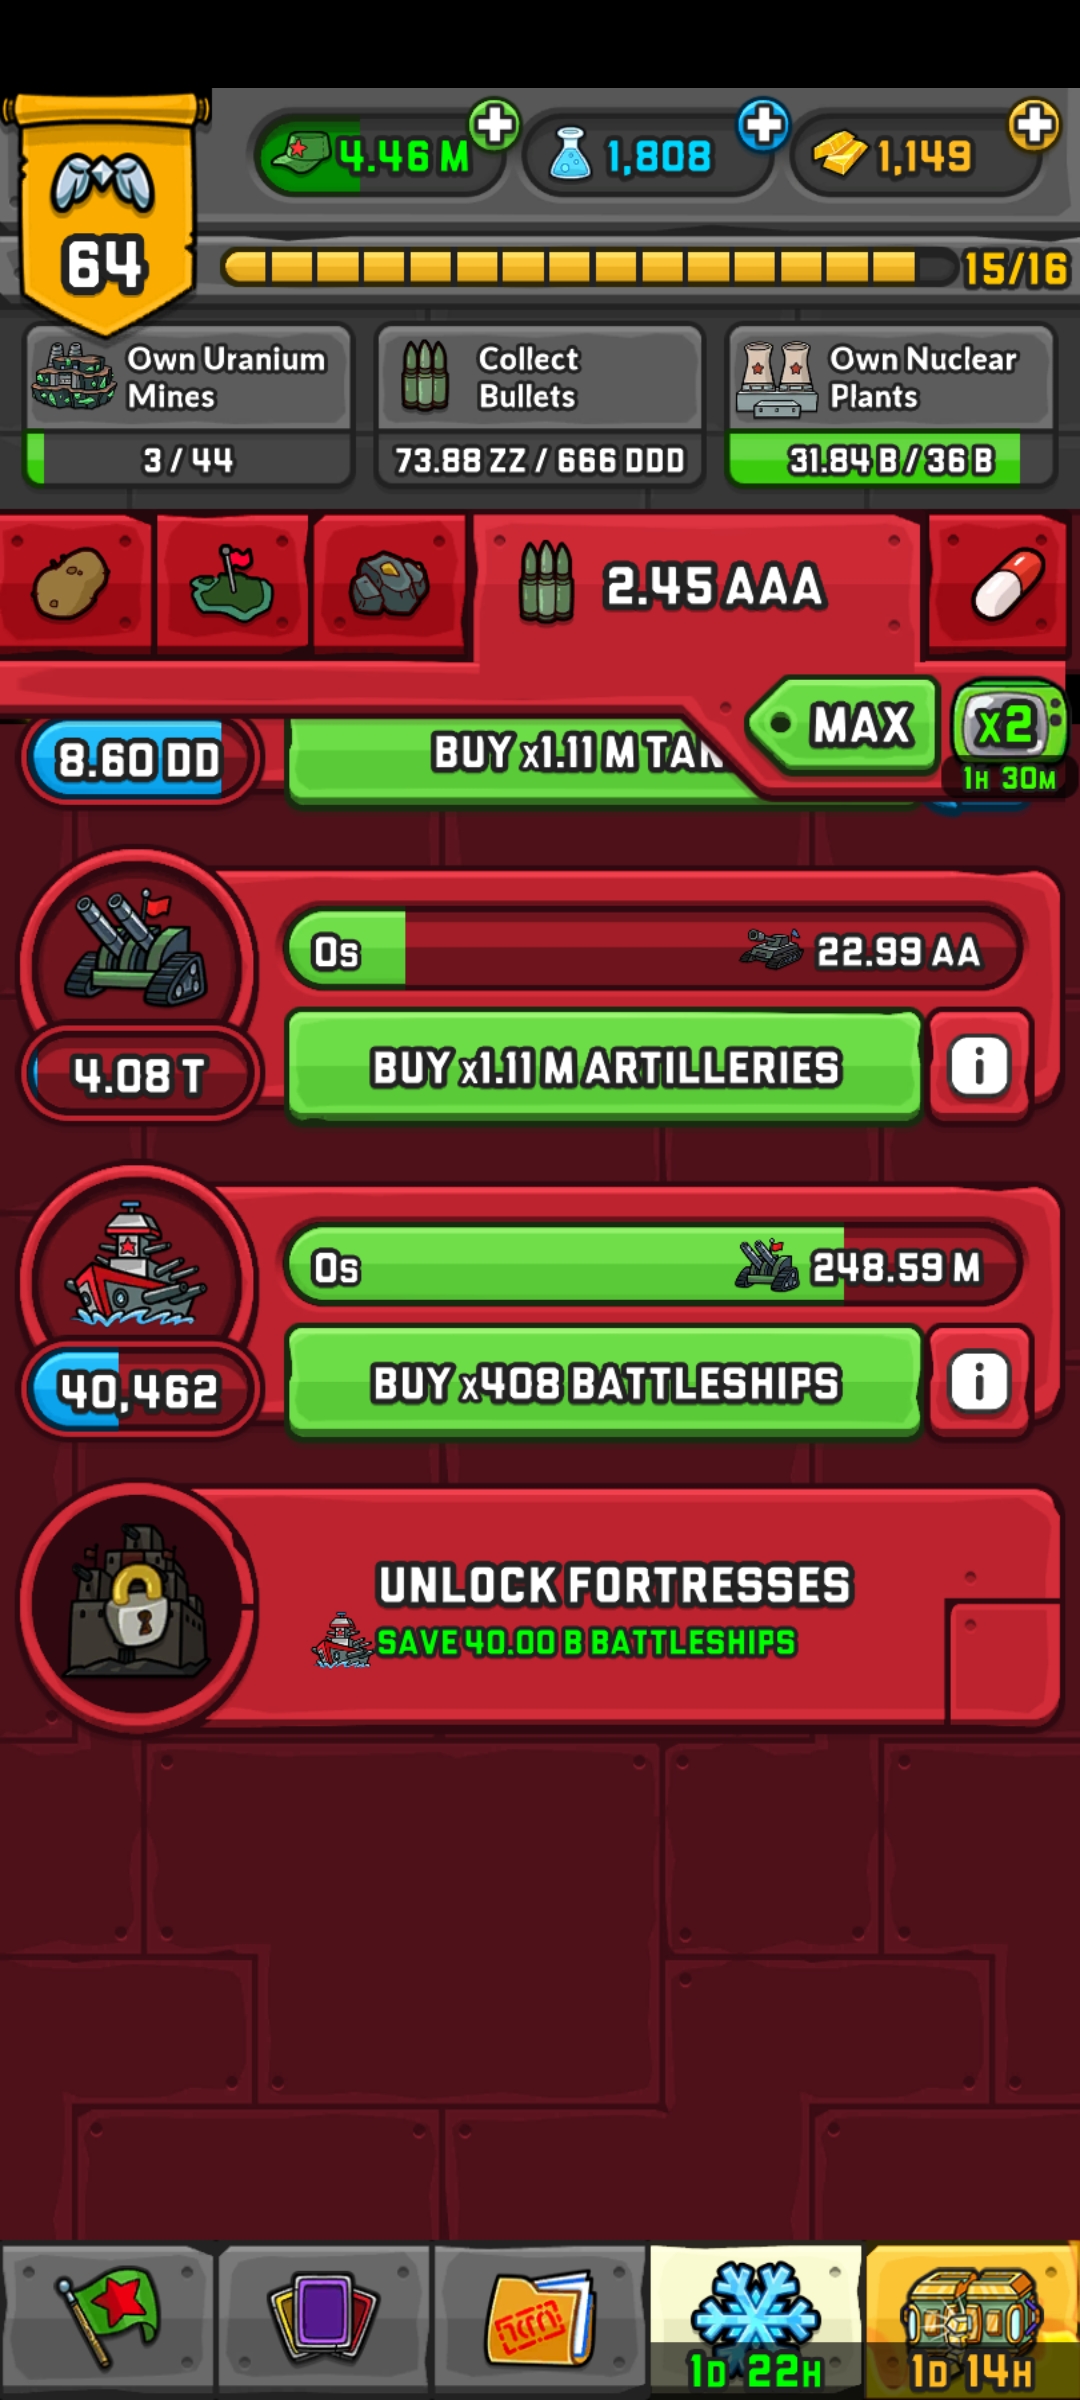 4.46 M
1,808
1,149
64
15/16
Own Uranium
Mines
3 / 44
Collect
Bullets
73.88 ZZ / 666 DDD
Own Nuclear
Plants
31.84 B / 36 B
2.45 AAA
MAX
x2
1H 30M
8.60 DD
BUY x1.11 M TAN
0s
22.99 AA
4.08 T
BUY x1.11 M ARTILLERIES
i
0s
248.59 M
40,462
BUY x408 BATTLESHIPS
i
UNLOCK FORTRESSES
SAVE 40.00 B BATTLESHIPS
1D 22H
1D 14H